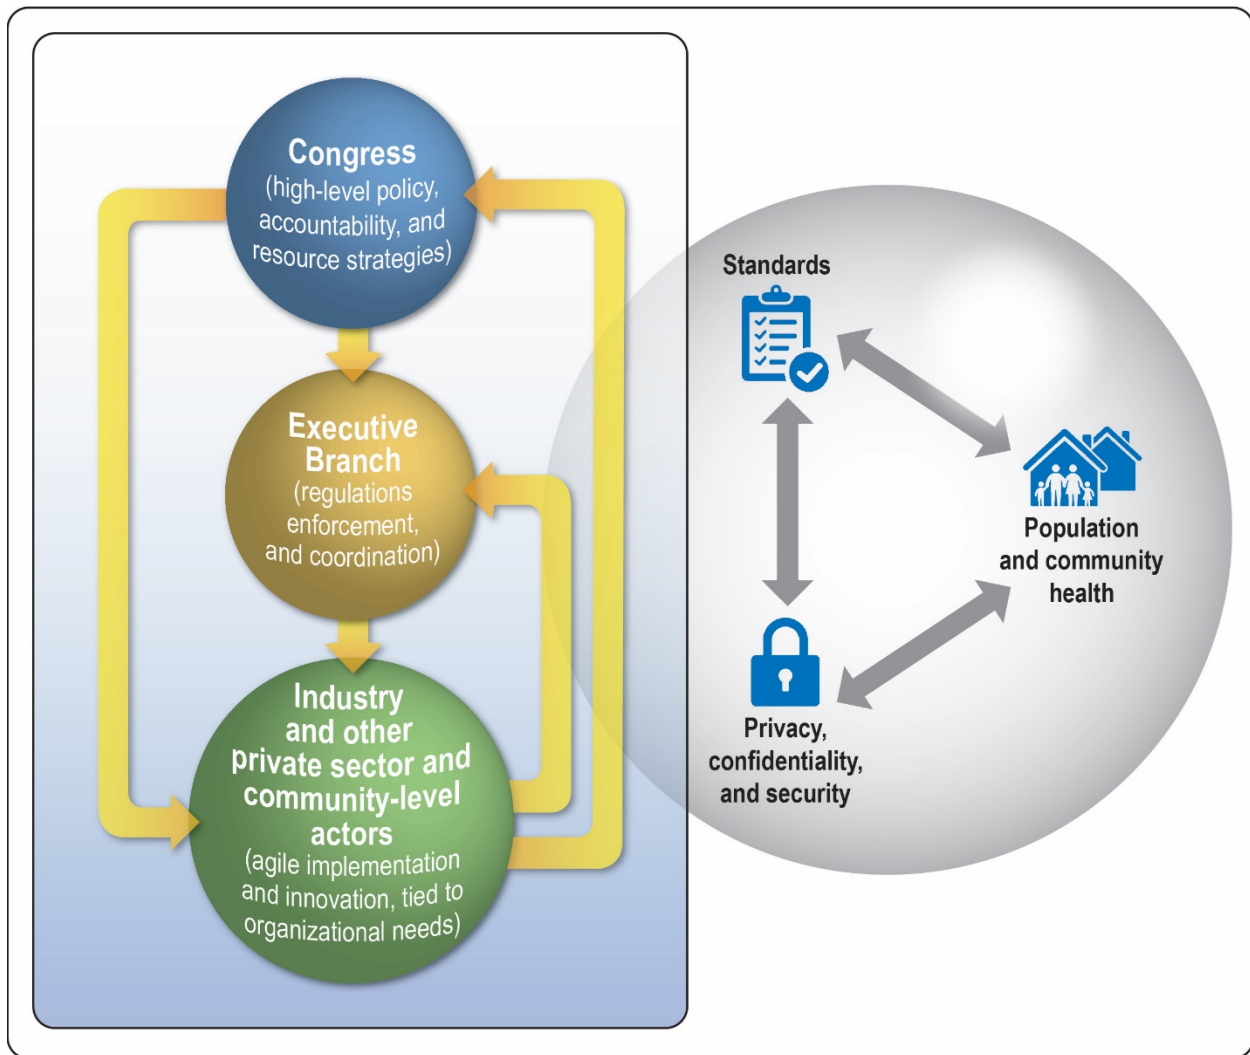 Congress
(high-level policy,
accountability, and
resource strategies)
Executive
Branch
(regulations
enforcement,
and coordination)
Industry
and other
private sector and
community-level
actors
(agile implementation
and innovation, tied to
organizational needs)
Standards
Population
and community
health
Privacy,
confidentiality,
and security